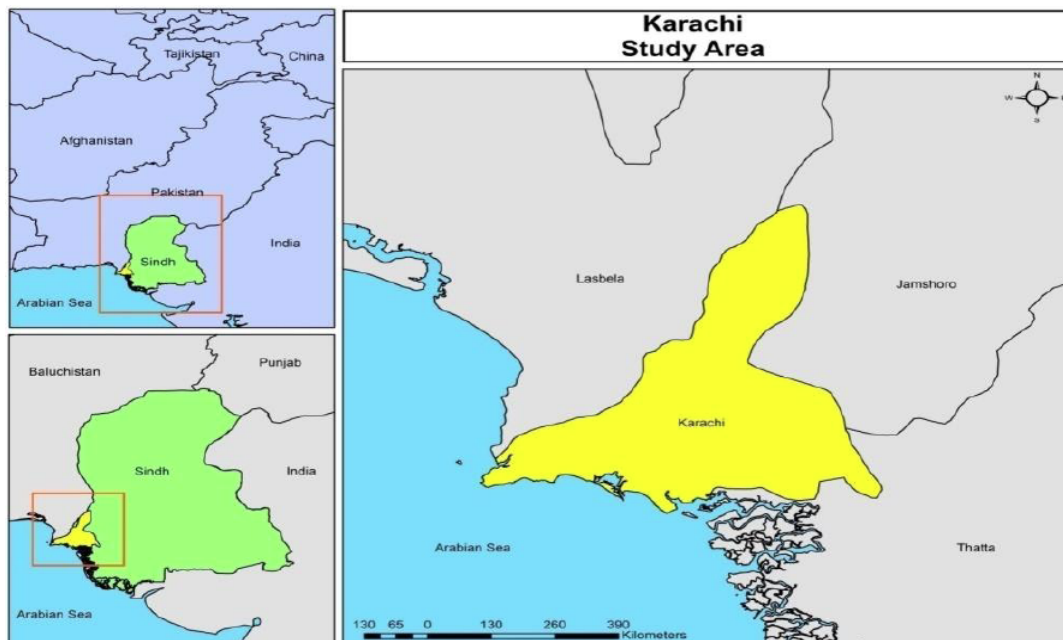 Tajikistan
China
Afghanistan
Pakistan
India
Sindh
Arabian Sea
Baluchistan
Punjab
Sindh
India
Arabian Sea
Karachi
Study Area
N
W
S
Lasbela
Jamshoro
Karachi
Arabian Sea
Thatta
130 65 0 130 260 390
Kilometers